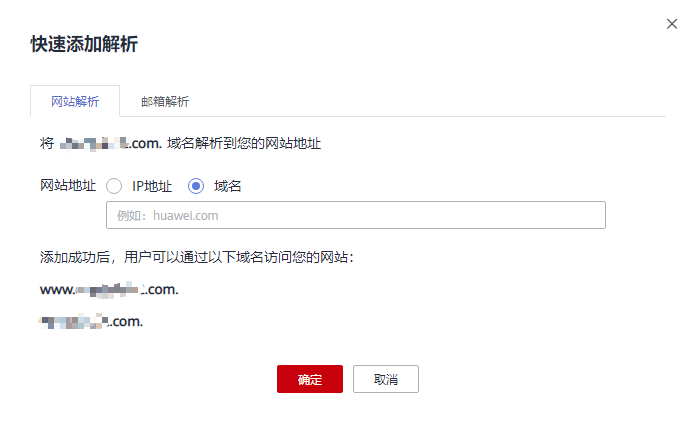 快速添加解析
网站解析 邮箱解析
将 .com. 域名解析到您的网站地址
网站地址 IP地址 域名
例如：huawei.com
添加成功后，用户可以通过以下域名访问您的网站：
www. .com.
.com.
确定 取消